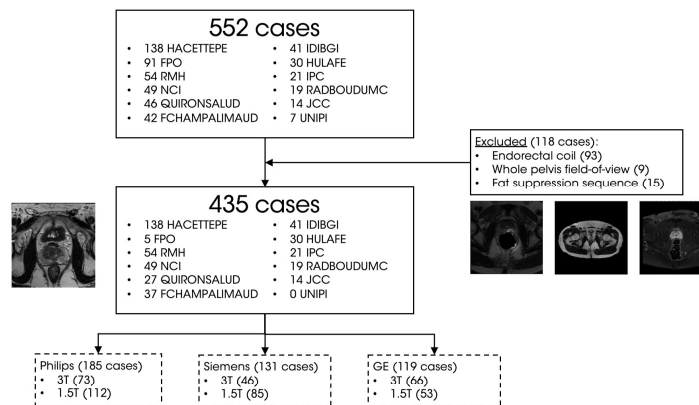 552 cases
• 138 HACETTEPE
• 91 FPO
• 54 RMH
• 49 NCI
• 46 QUIRONSALUD
• 42 FCHAMPALIMAUD
• 41 IDIBGI
• 30 HULAFE
• 21 IPC
• 19 RADBOUDUMC
• 14 JCC
• 7 UNIPI
Excluded (118 cases):
• Endorectal coil (93)
• Whole pelvis field-of-view (9)
• Fat suppression sequence (15)
435 cases
• 138 HACETTEPE
• 5 FPO
• 54 RMH
• 49 NCI
• 27 QUIRONSALUD
• 37 FCHAMPALIMAUD
• 41 IDIBGI
• 30 HULAFE
• 21 IPC
• 19 RADBOUDUMC
• 14 JCC
• 0 UNIPI
Philips (185 cases)
• 3T (73)
• 1.5T (112)
Siemens (131 cases)
• 3T (46)
• 1.5T (85)
GE (119 cases)
• 3T (66)
• 1.5T (53)